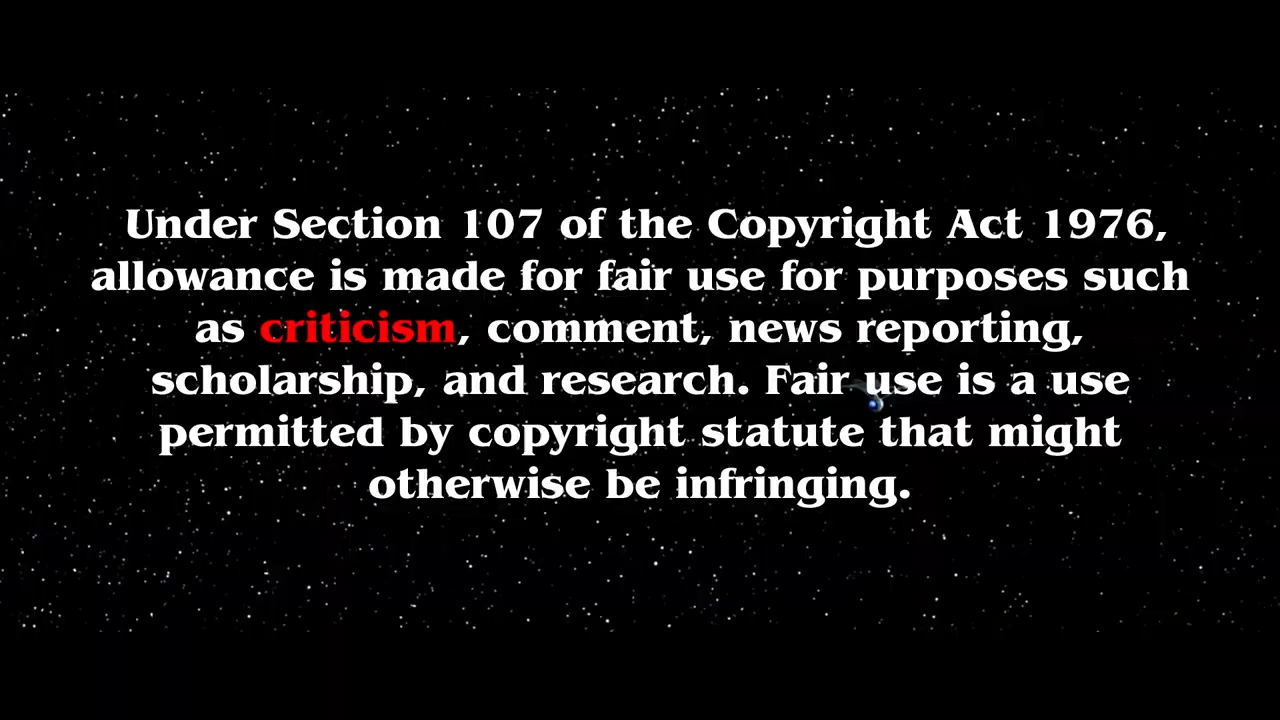 Under Section 107 of the Copyright Act 1976,
allowance is made for fair use for purposes such
as criticism, comment, news reporting,
scholarship, and research. Fair use is a use
permitted by copyright statute that might
otherwise be infringing.